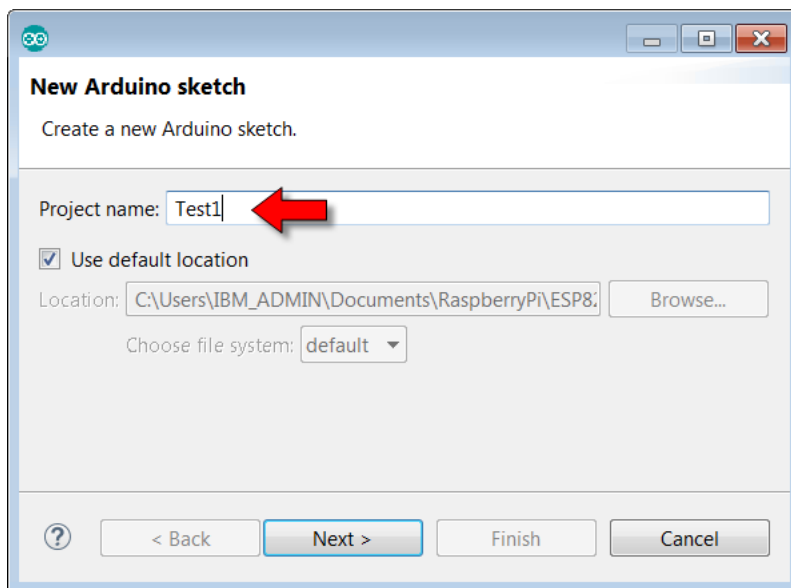 New Arduino sketch
Create a new Arduino sketch.
Project name: Test1
Use default location
Location: C:\Users\IBM_ADMIN\Documents\RaspberryPi\ESP82 Browse...
Choose file system: default
? < Back Next > Finish Cancel